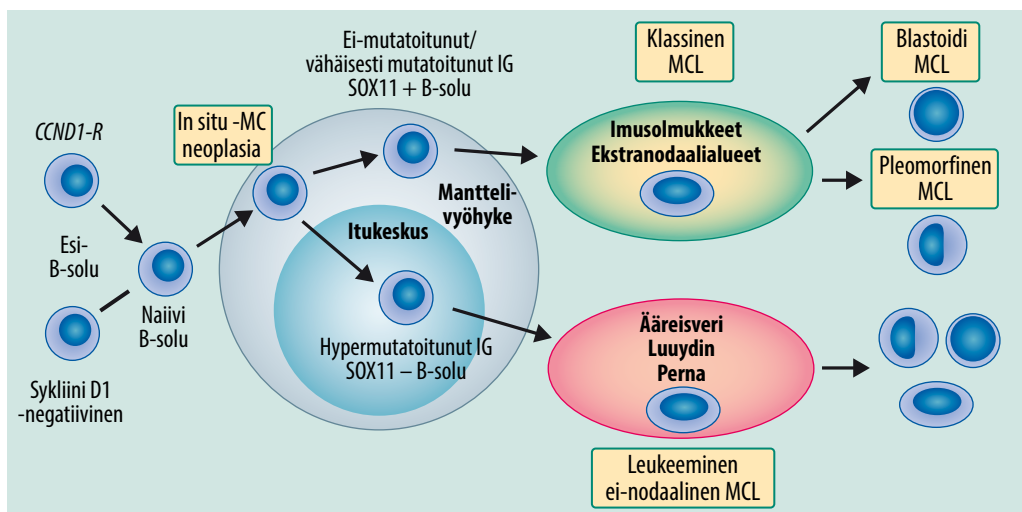 CCND1-R
Esi-
B-solu
Sykliini D1
-negatiivinen
Naiivi
B-solu
In situ -MC
neoplasia
Ei-mutatoitunut/
vähäisesti mutatoitunut IG
SOX11 + B-solu
Mantteli-
vyöhyke
Itukeskus
Hypermutatoitunut IG
SOX11 – B-solu
Klassinen
MCL
Imusolmukkeet
Ekstranodaalialueet
Blastoidi
MCL
Pleomorfinen
MCL
Ääreisveri
Luuydin
Perna
Leukeeminen
ei-nodaalinen MCL